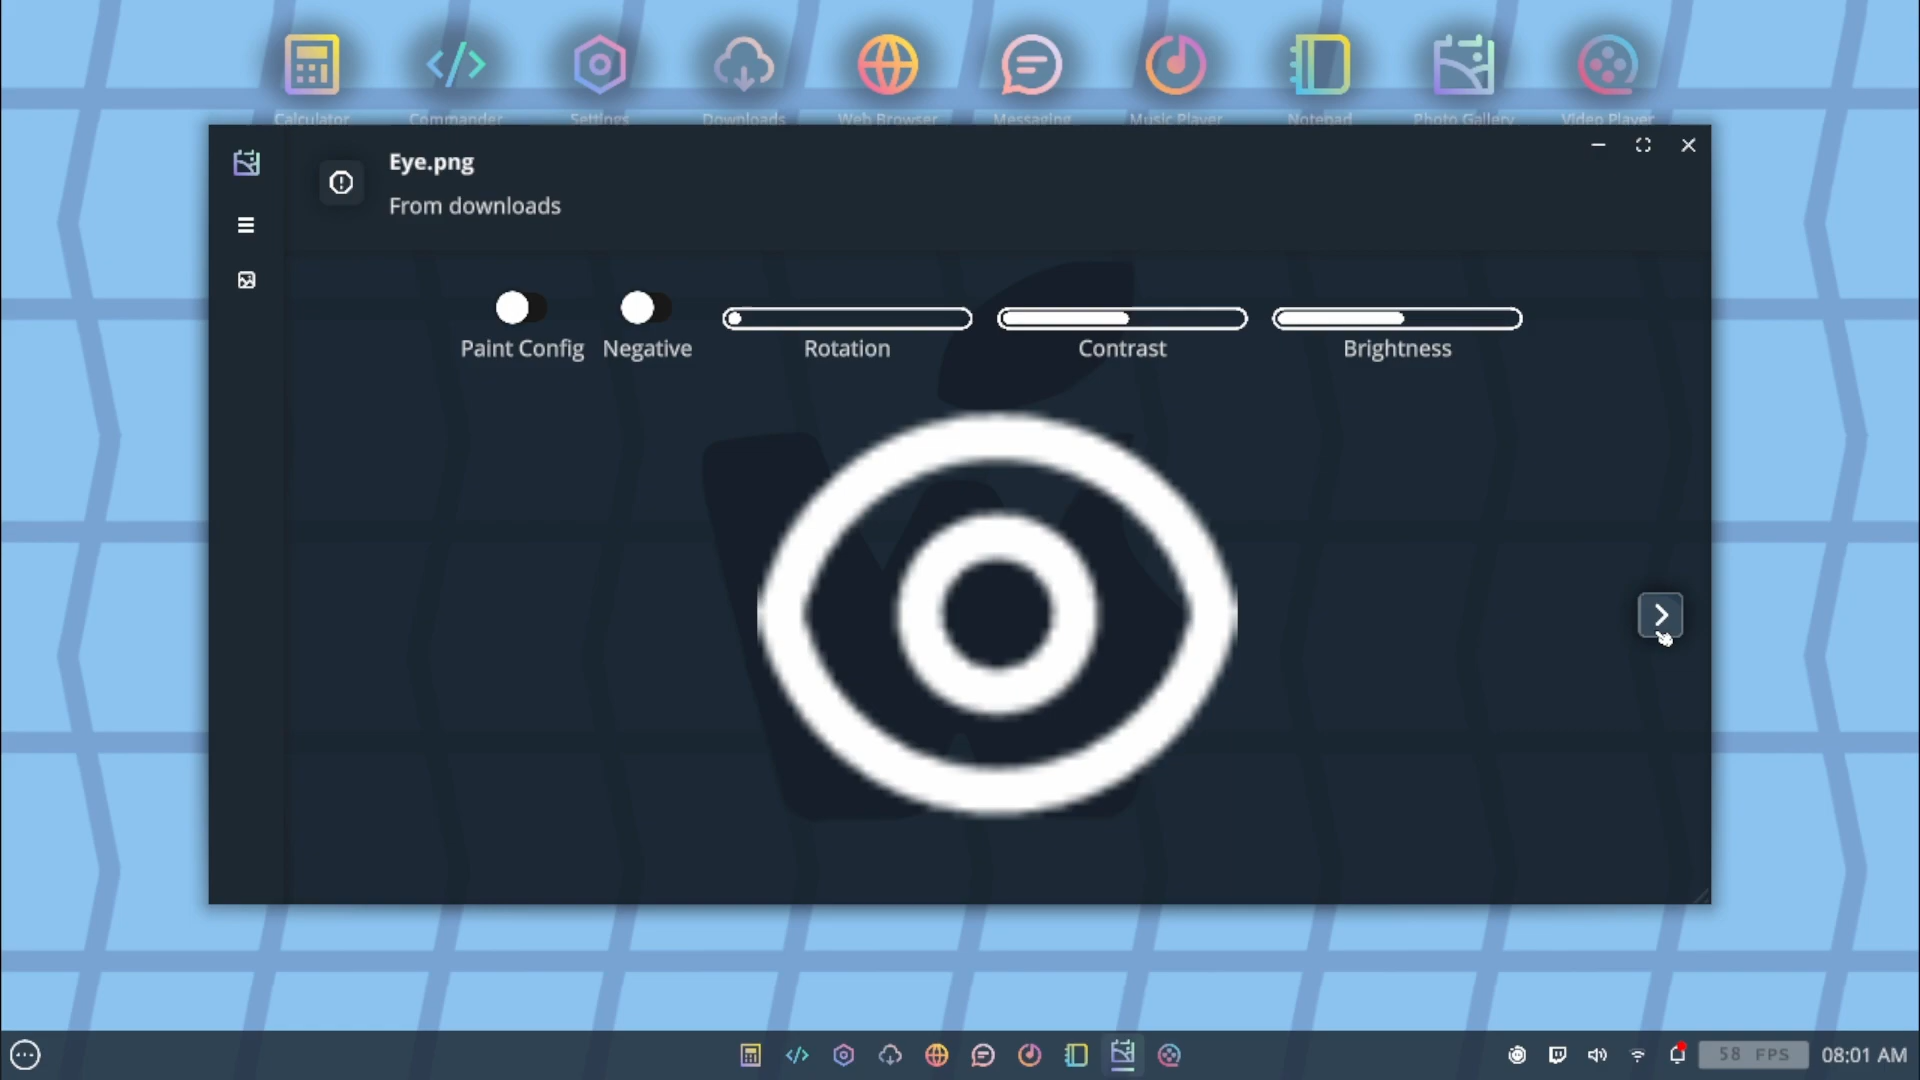 Calculator
Commander
Settings
Downloads
Web Browser
Messaging
Music Player
Notepad
Photo Gallery
Video Player
Eye.png
From downloads
Paint Config
Negative
Rotation
Contrast
Brightness
58 FPS
08:01 AM